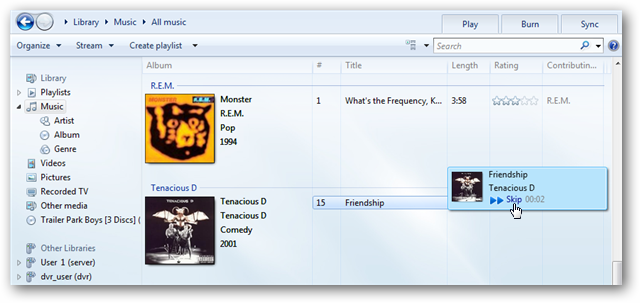 Library ▸ Music ▸ All music
Play Burn Sync
Organize Stream Create playlist Search
Library
Playlists
Music
Artist
Album
Genre
Videos
Pictures
Recorded TV
Other media
Trailer Park Boys [3 Discs] (
Other Libraries
User 1 (server)
dvr_user (dvr)
Album # Title Length Rating Contributin...
R.E.M.
MONSTER R.E.M.
Monster
R.E.M.
Pop
1994
1 What's the Frequency, K... 3:58 R.E.M.
Tenacious D
TENACIOUS D
Tenacious D
Tenacious D
Comedy
2001
15 Friendship
Friendship
Tenacious D
Skip 00:02